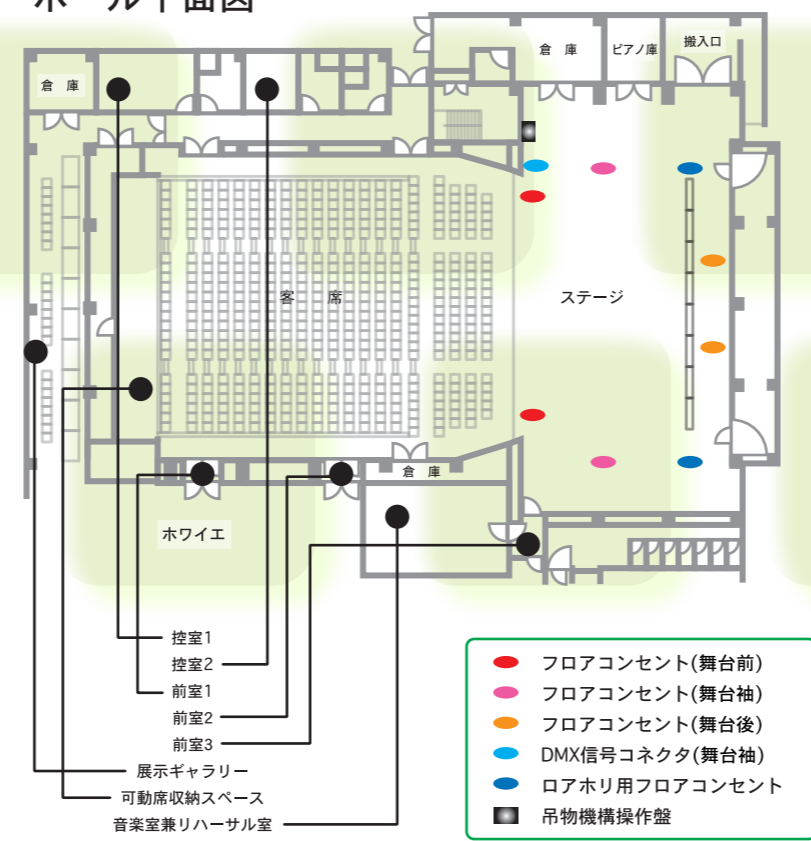 ホール平面図
倉　庫
ピアノ庫
搬入口
倉　庫
客　　席
ステージ
倉　庫
ホワイエ
控室1
控室2
前室1
前室2
前室3
展示ギャラリー
可動席収納スペース
音楽室兼リハーサル室
フロアコンセント(舞台前)
フロアコンセント(舞台袖)
フロアコンセント(舞台後)
DMX信号コネクタ(舞台袖)
ロアホリ用フロアコンセント
吊物機構操作盤